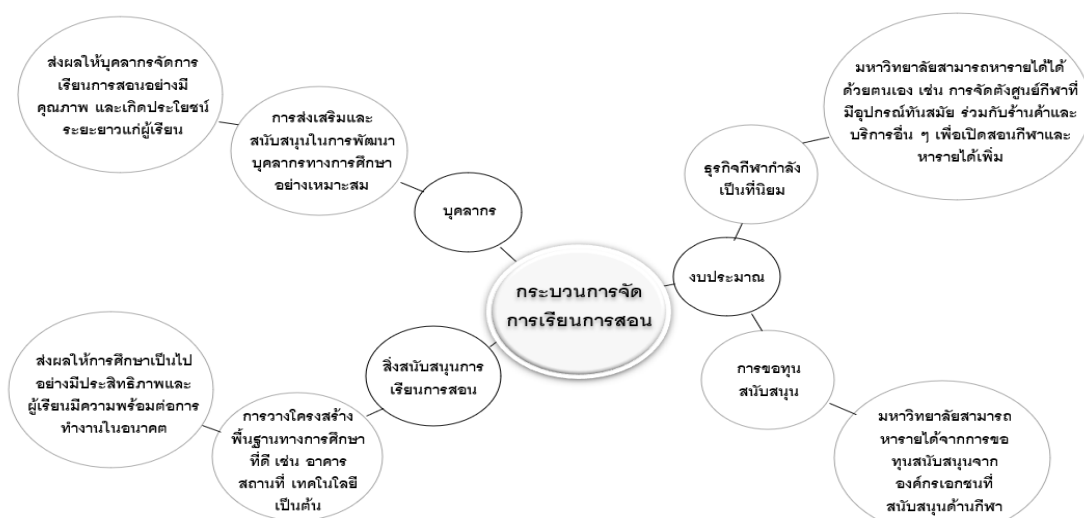 ส่งผลให้บุคลากรจัดการ
เรียนการสอนอย่างมี
คุณภาพ และเกิดประโยชน์
ระยะยาวแก่ผู้เรียน
การส่งเสริมและ
สนับสนุนในการพัฒนา
บุคลากรทางการศึกษา
อย่างเหมาะสม
บุคลากร
มหาวิทยาลัยสามารถหารายได้ได้
ด้วยตนเอง เช่น การจัดตั้งศูนย์กีฬาที่
มีอุปกรณ์ทันสมัย ร่วมกับร้านค้าและ
บริการอื่น ๆ เพื่อเปิดสอนกีฬาและ
หารายได้เพิ่ม
ธุรกิจกีฬากำลัง
เป็นที่นิยม
งบประมาณ
กระบวนการจัด
การเรียนการสอน
สิ่งสนับสนุนการ
เรียนการสอน
การวางโครงสร้าง
พื้นฐานทางการศึกษา
ที่ดี เช่น อาคาร
สถานที่ เทคโนโลยี
เป็นต้น
ส่งผลให้การศึกษาเป็นไป
อย่างมีประสิทธิภาพและ
ผู้เรียนมีความพร้อมต่อการ
ทำงานในอนาคต
การขอทุน
สนับสนุน
มหาวิทยาลัยสามารถ
หารายได้จากการขอ
ทุนสนับสนุนจาก
องค์กรเอกชนที่
สนับสนุนด้านกีฬา